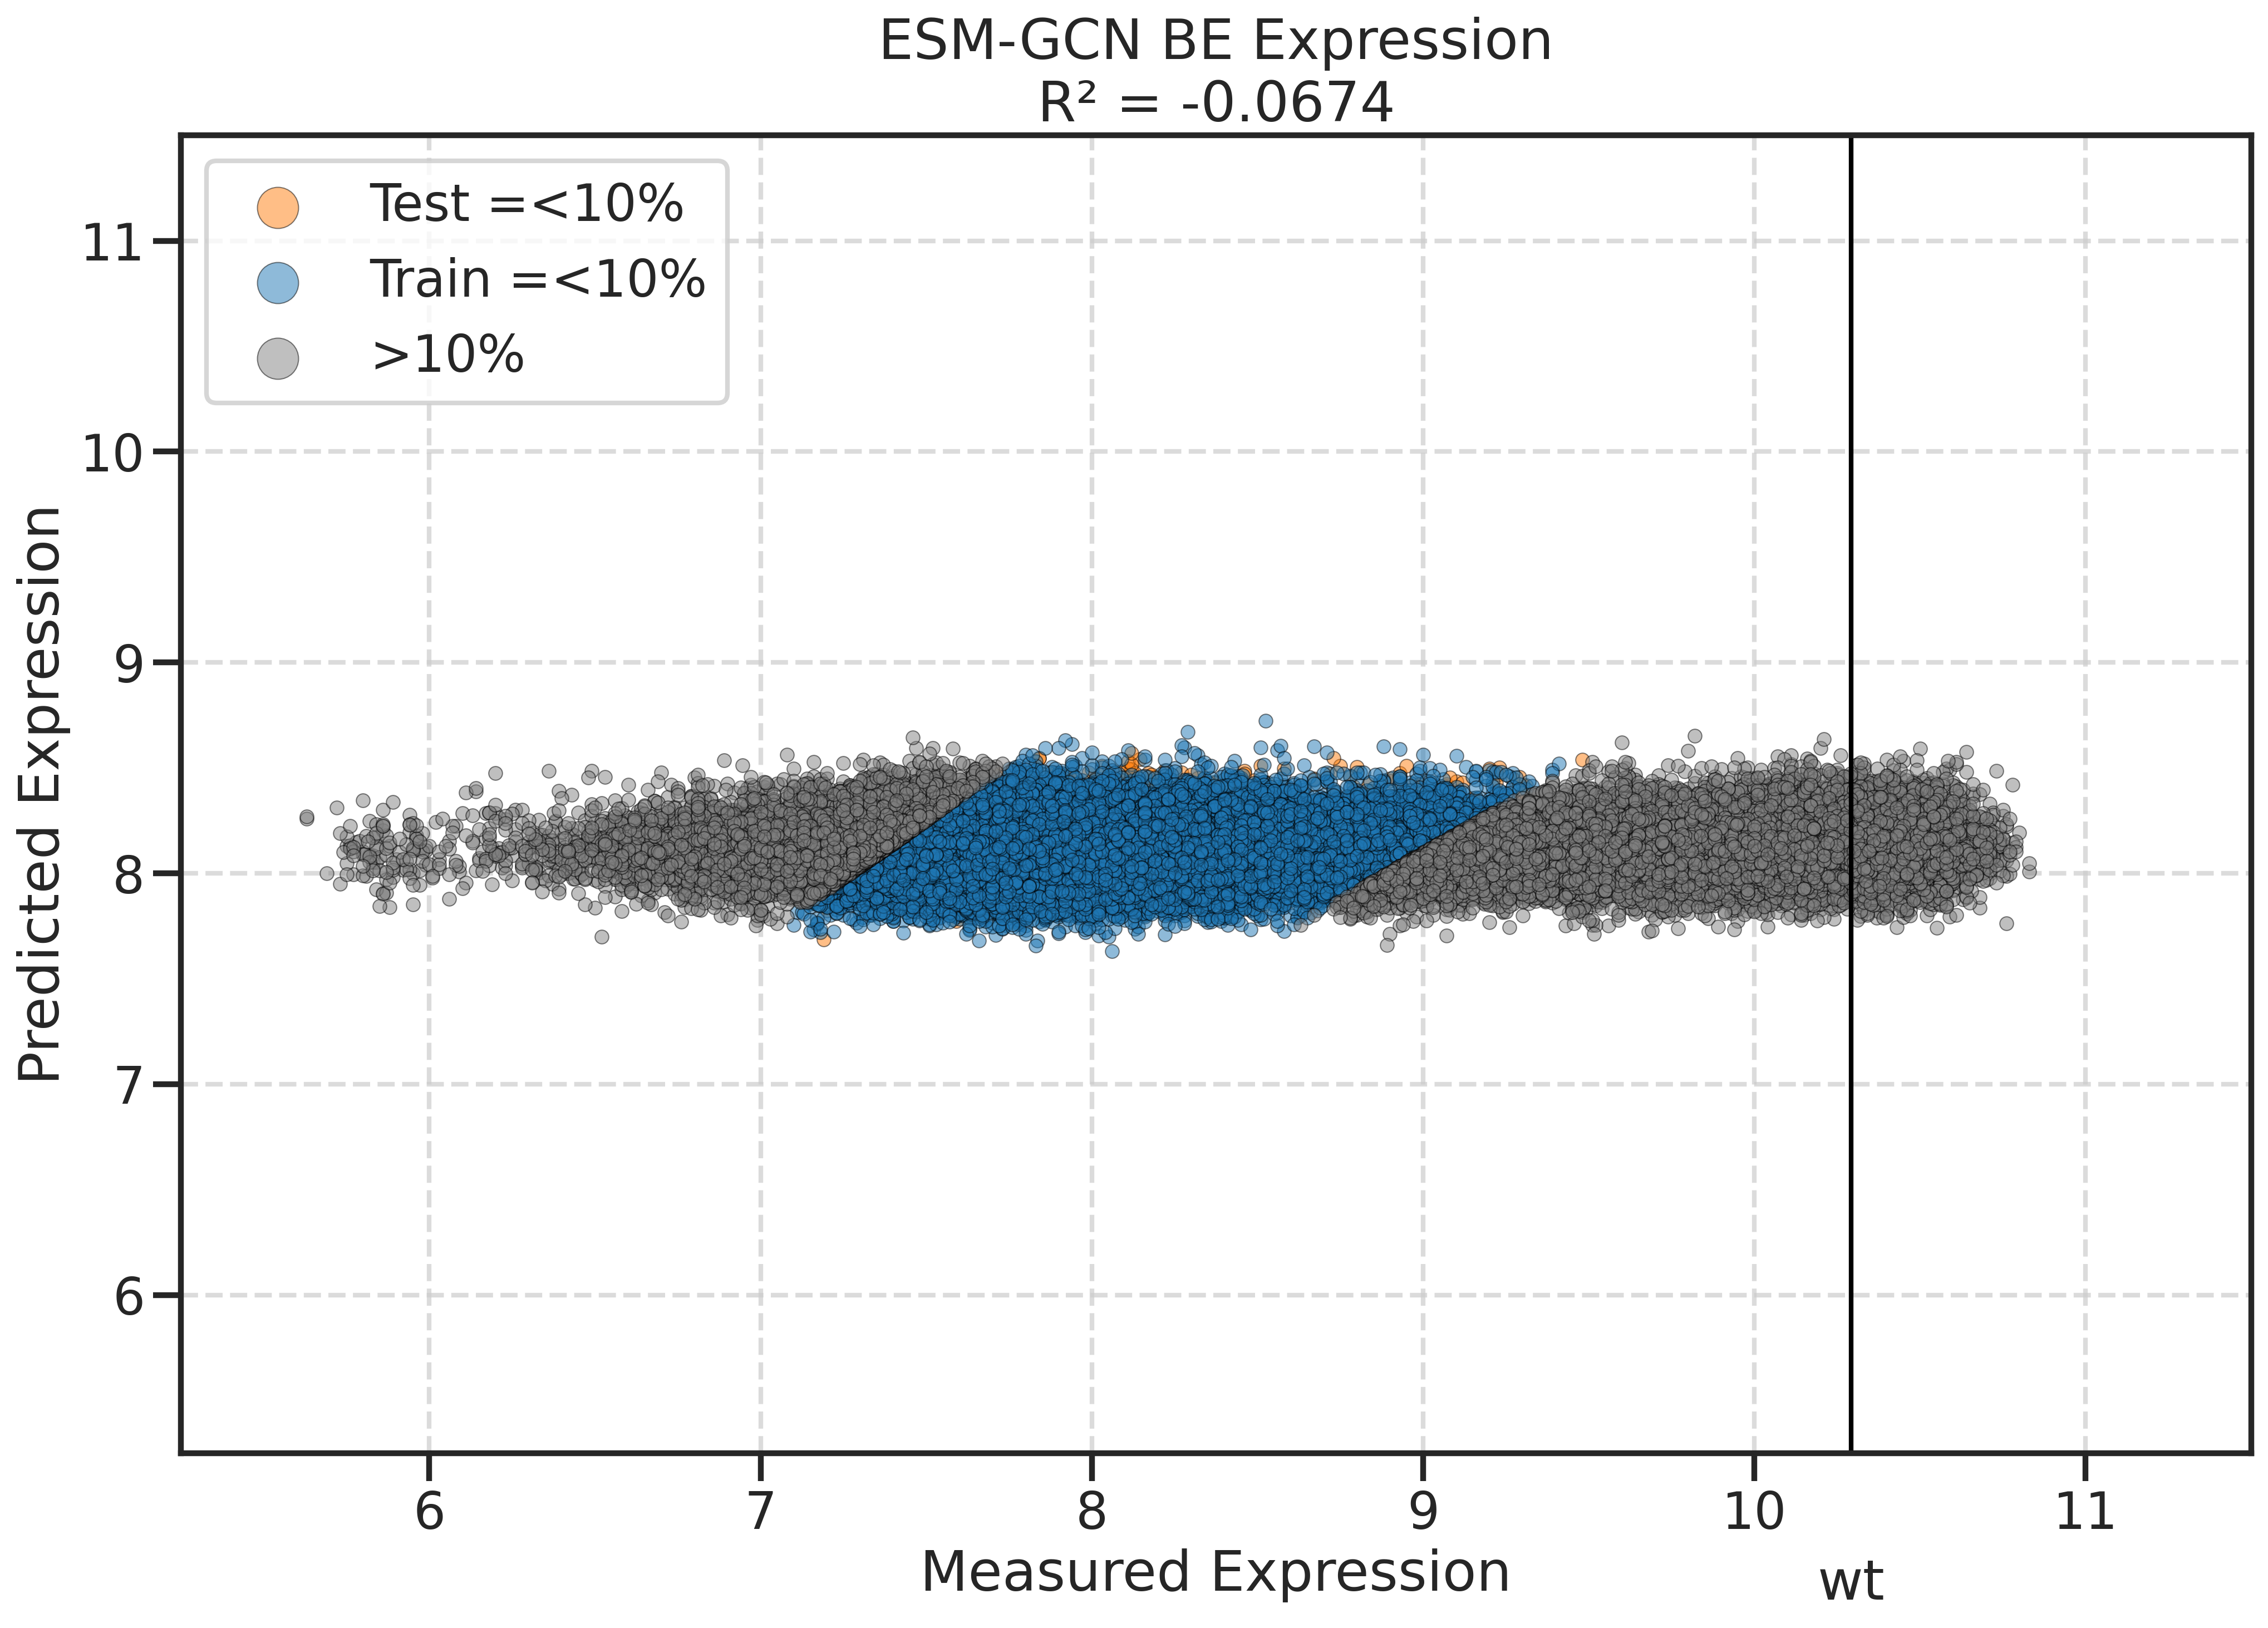 ESM-GCN BE Expression
R² = -0.0674
Test =<10%
Train =<10%
>10%
11
10
9
8
7
6
Predicted Expression
6
7
8
9
10
11
Measured Expression
wt